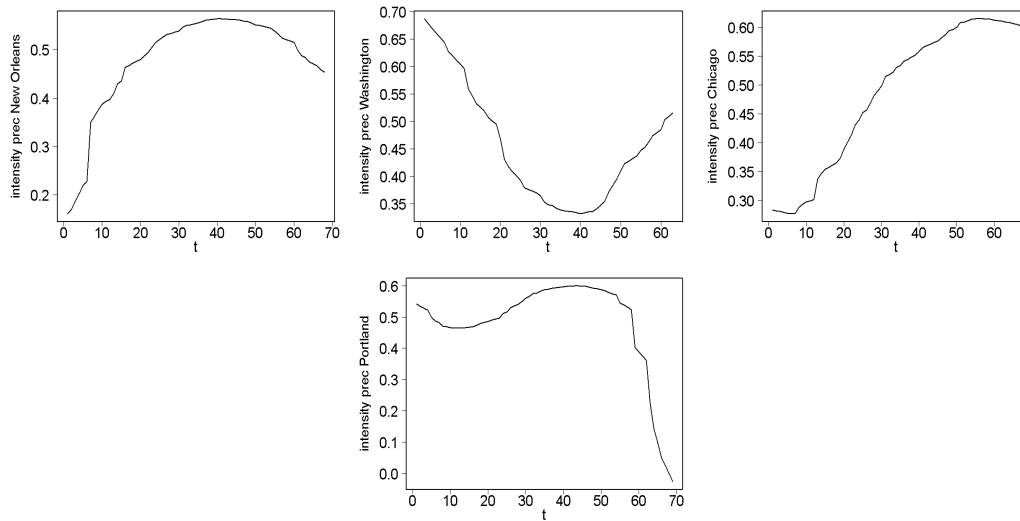 intensity prec New Orleans
0.5
0.4
0.3
0.2
0 10 20 30 40 50 60 70
t
intensity prec Washington
0.70
0.65
0.60
0.55
0.50
0.45
0.40
0.35
0 10 20 30 40 50 60
t
intensity prec Chicago
0.60
0.55
0.50
0.45
0.40
0.35
0.30
0 10 20 30 40 50 60
t
intensity prec Portland
0.6
0.5
0.4
0.3
0.2
0.1
0.0
0 10 20 30 40 50 60 70
t